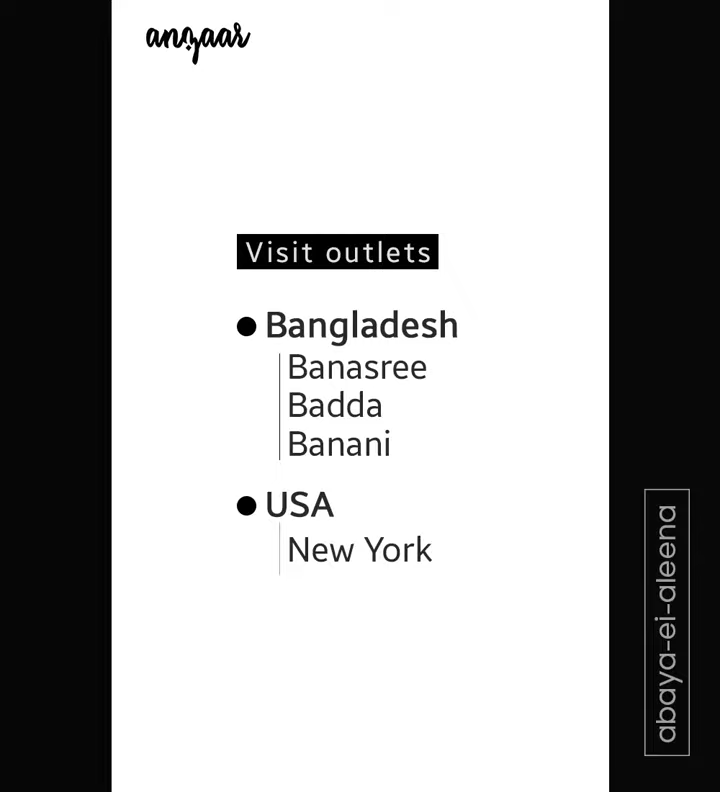 anzaar
Visit outlets
Bangladesh
Banasree
Badda
Banani
USA
New York
abaya-ei-aleena